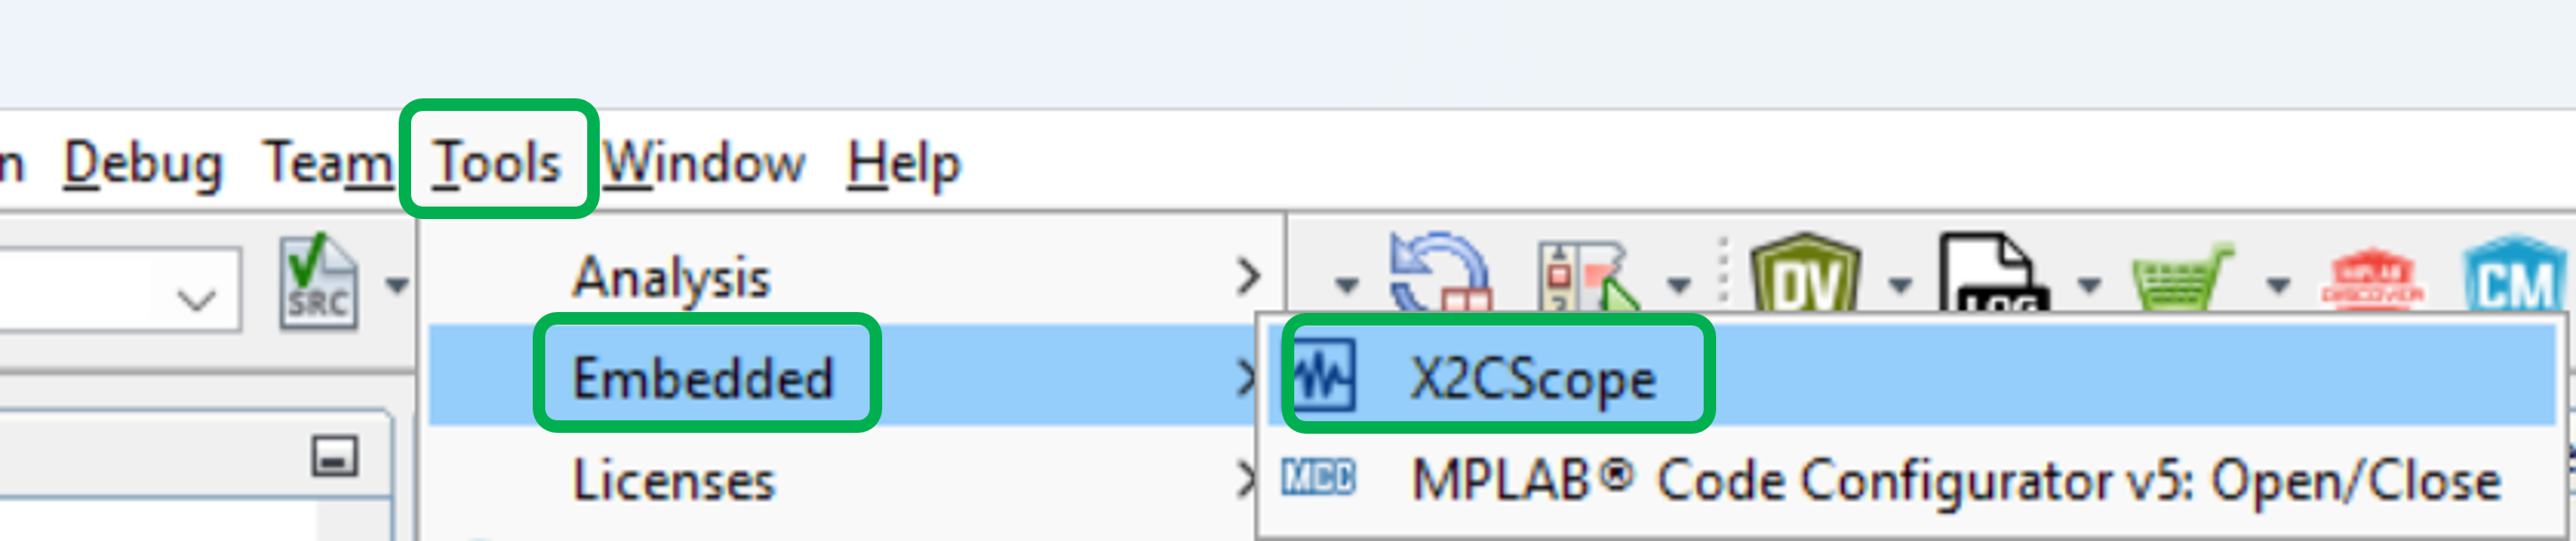 n Debug Team Tools Window Help
SRC
DV
LOG
MPLAB
DISCOVER
CM
Analysis
Embedded
Licenses
X2CScope
MCC MPLAB® Code Configurator v5: Open/Close